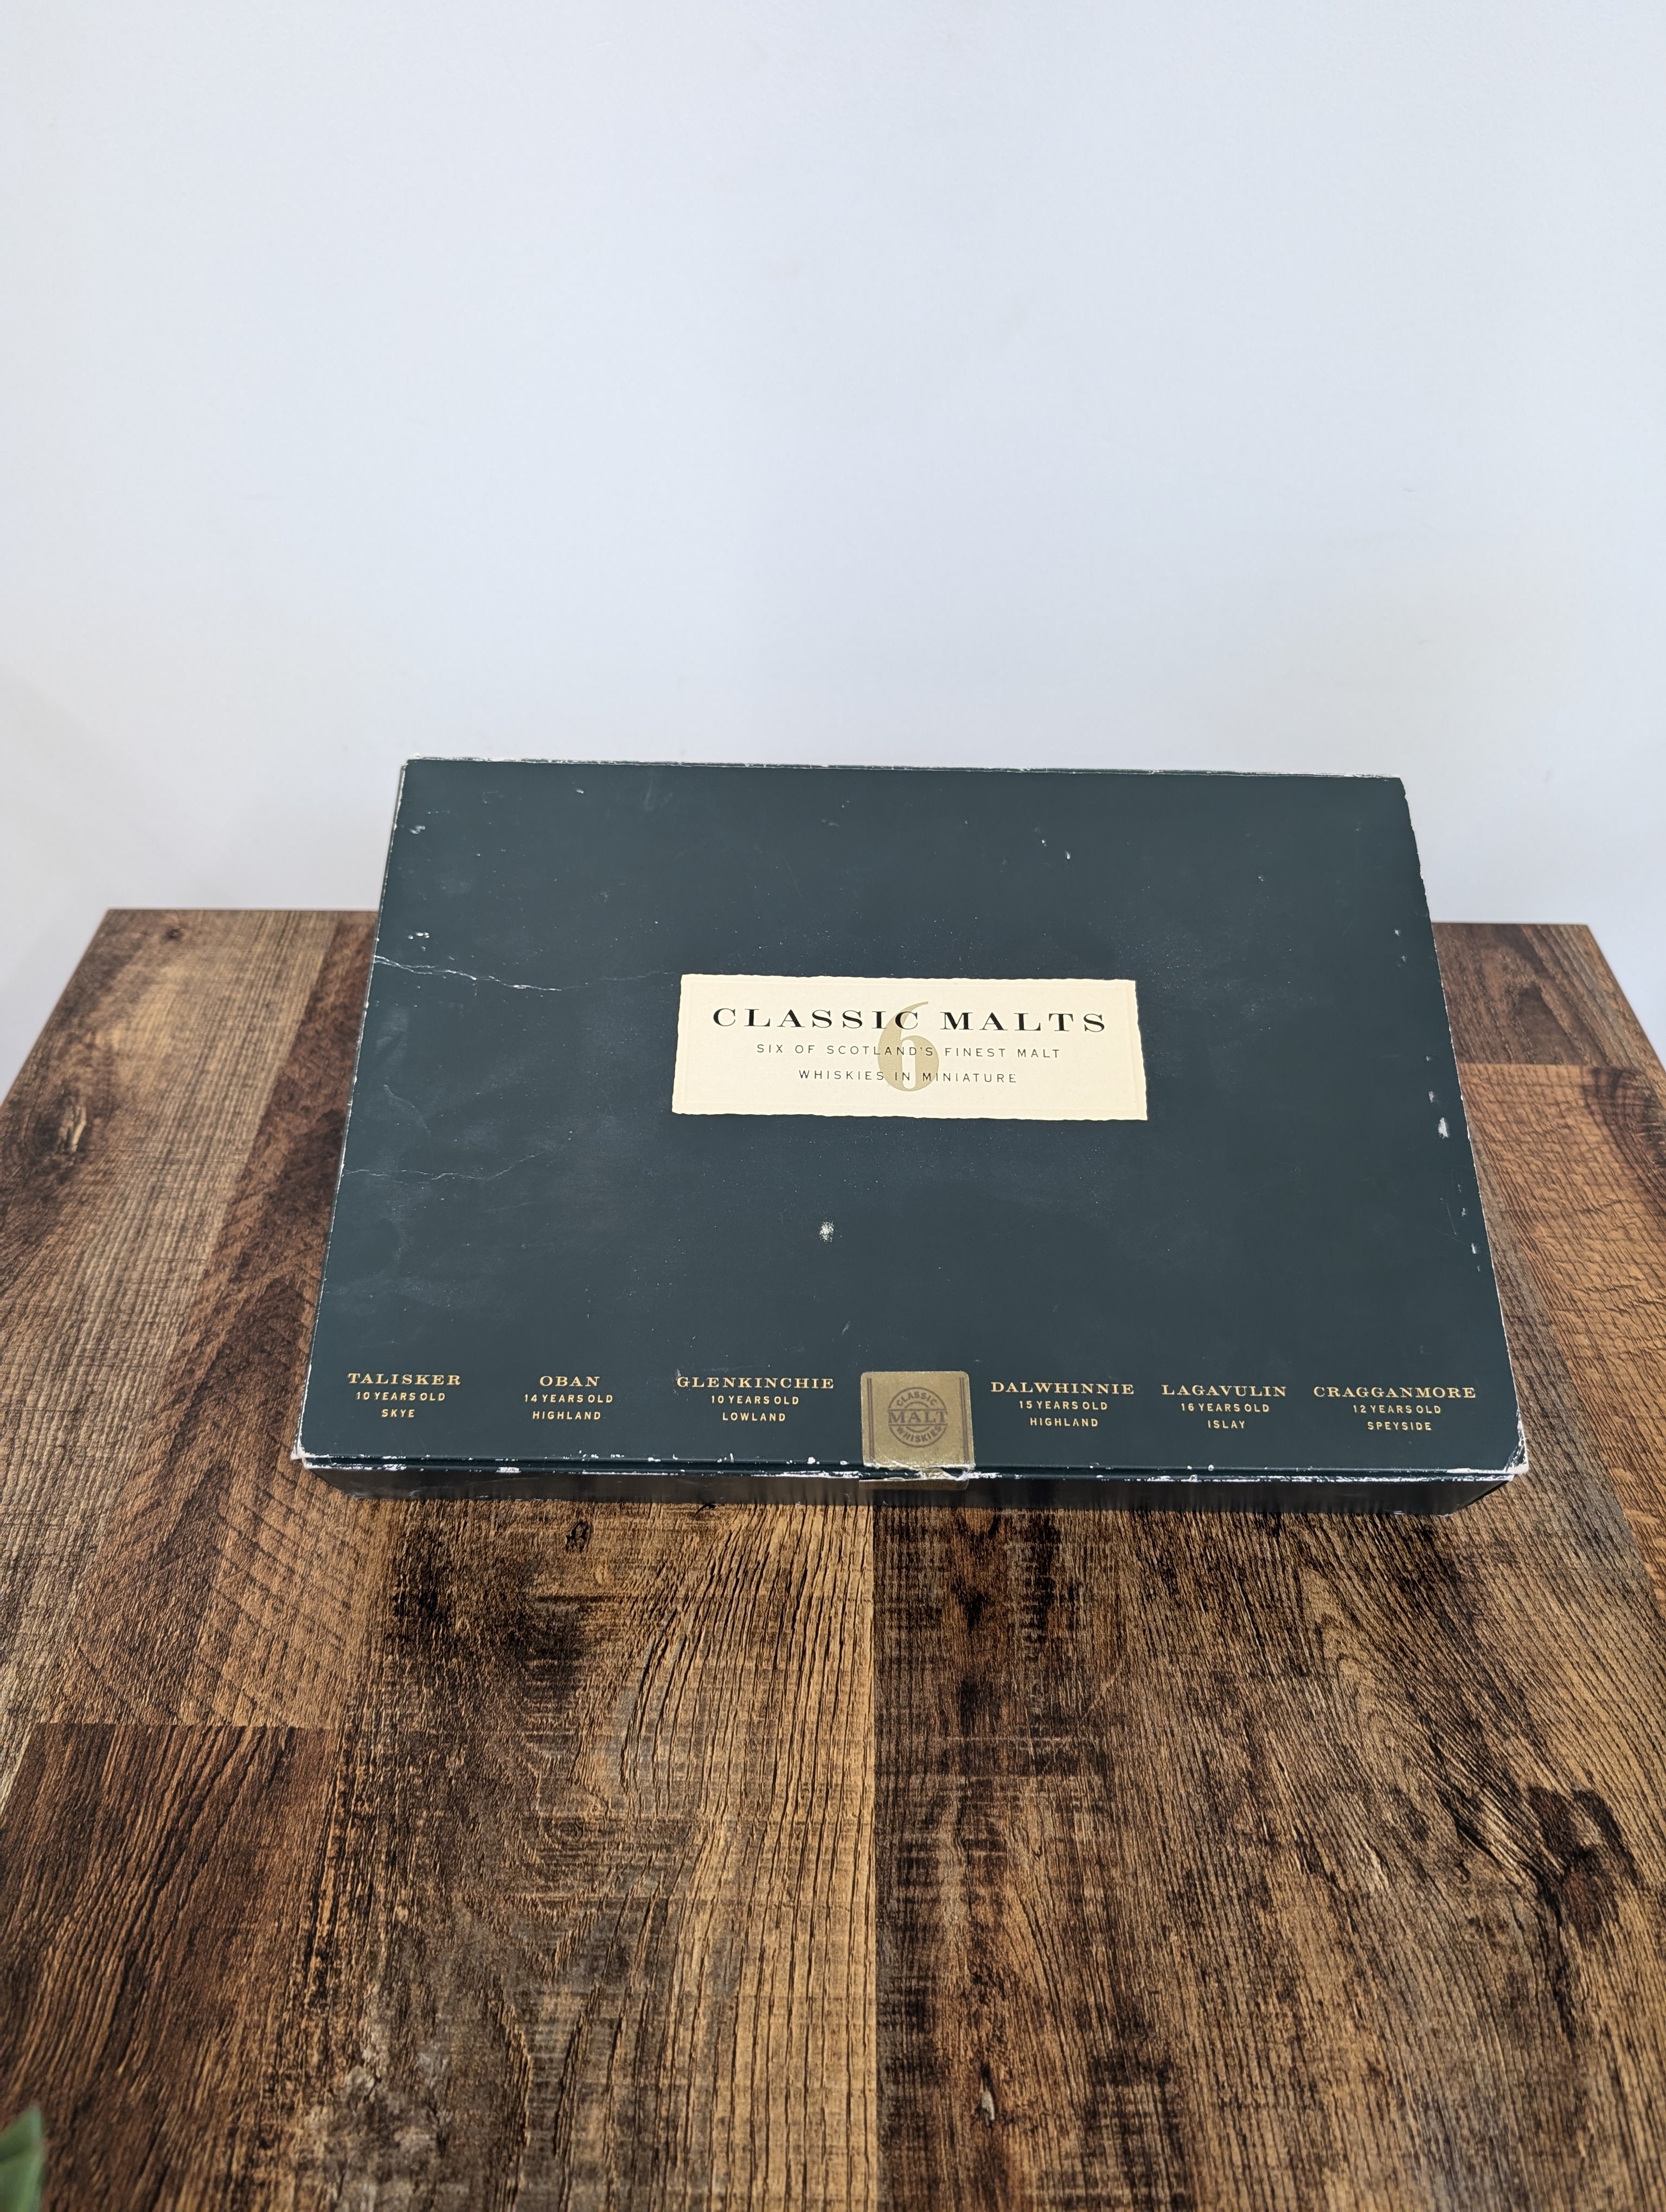 CLASSIC MALTS
6
SIX OF SCOTLAND'S FINEST MALT
WHISKIES IN MINIATURE
TALISKER
10 YEARS OLD
SKYE
OBAN
14 YEARS OLD
HIGHLAND
GLENKINCHIE
10 YEARS OLD
LOWLAND
CLASSIC
MALT
WHISKIES
DALWHINNIE
15 YEARS OLD
HIGHLAND
LAGAVULIN
16 YEARS OLD
ISLAY
CRAGGANMORE
12 YEARS OLD
SPEYSIDE